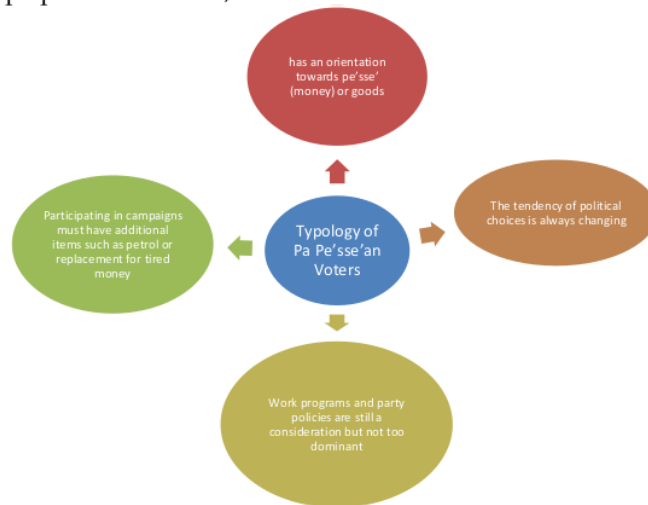 has an orientation
towards pe'sse'
(money) or goods
Participating in campaigns
must have additional
items such as petrol or
replacement for tired
money
Typology of
Pa Pe'sse'an
Voters
The tendency of political
choices is always changing
Work programs and party
policies are still a
consideration but not too
dominant